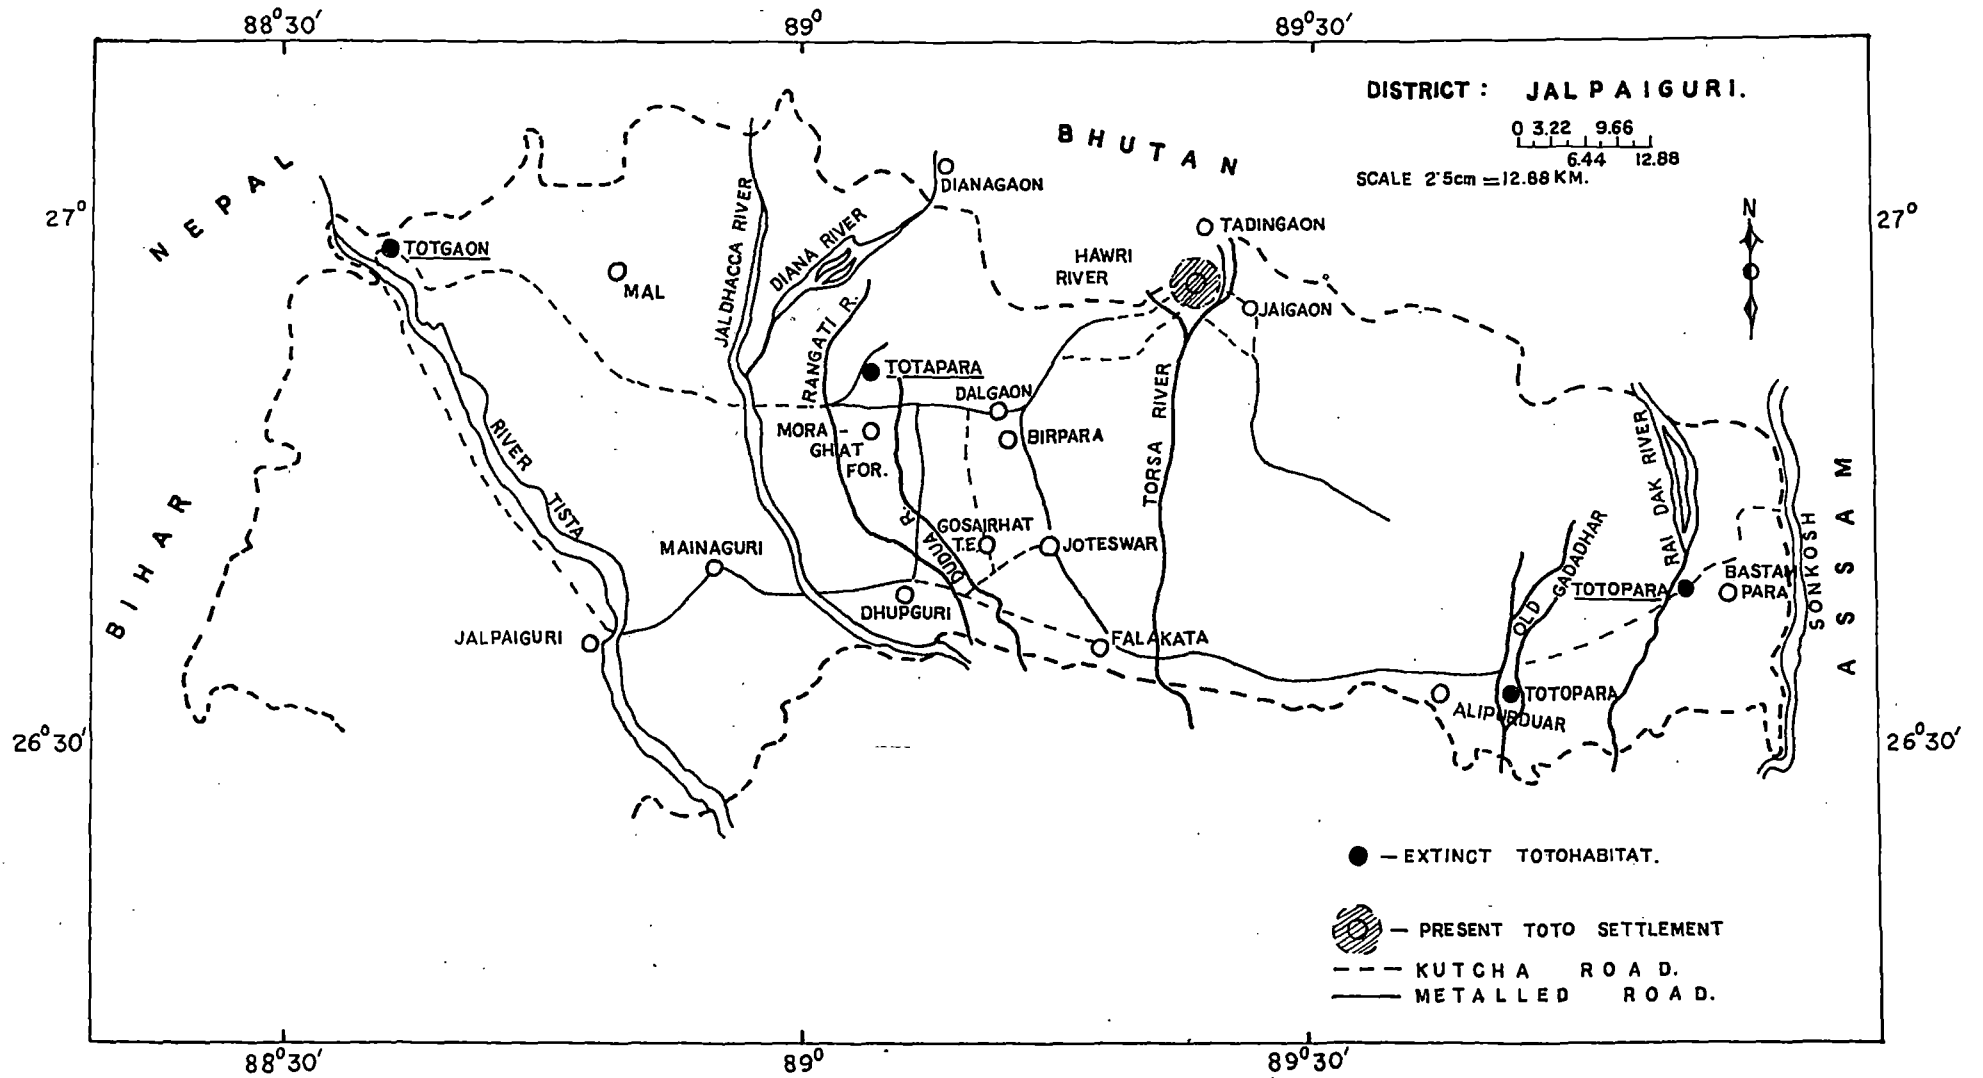 88°30'
89°
89°30'
DISTRICT : JALPAIGURI.
0 3.22 9.66
6.44 12.88
SCALE 2·5cm = 12.88 KM.
BHUTAN
NEPAL
N
27°
27°
DIANAGAON
TOTGAON
MAL
JALDHACCA RIVER
DIANA RIVER
TADINGAON
HAWRI
RIVER
JAIGAON
RANGATI R.
TOTAPARA
DALGAON
MORA-
GHAT
FOR.
BIRPARA
TORSA RIVER
RIVER TISTA
RAI DAK RIVER
BIHAR
ASSAM
SONKOSH
DUDUA R.
GOSAIRHAT
T.E.
JOTESWAR
MAINAGURI
DHUPGURI
OLD GADADHAR
TOTOPARA
BASTAM
PARA
JALPAIGURI
FALAKATA
TOTOPARA
ALIPURDUAR
26°30'
26°30'
— EXTINCT TOTOHABITAT.
— PRESENT TOTO SETTLEMENT
KUTCHA ROAD.
METALLED ROAD.
88°30'
89°
89°30'